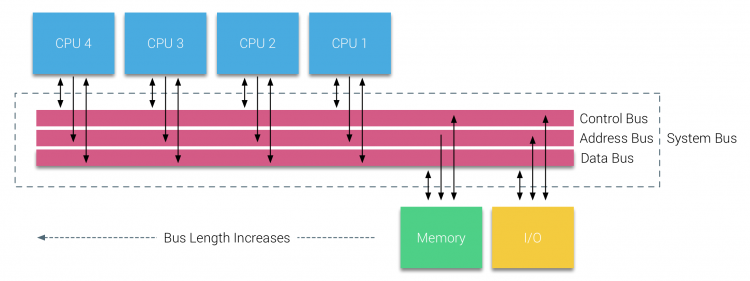 CPU 4
CPU 3
CPU 2
CPU 1
Control Bus
Address Bus
System Bus
Data Bus
Bus Length Increases
Memory
I/O